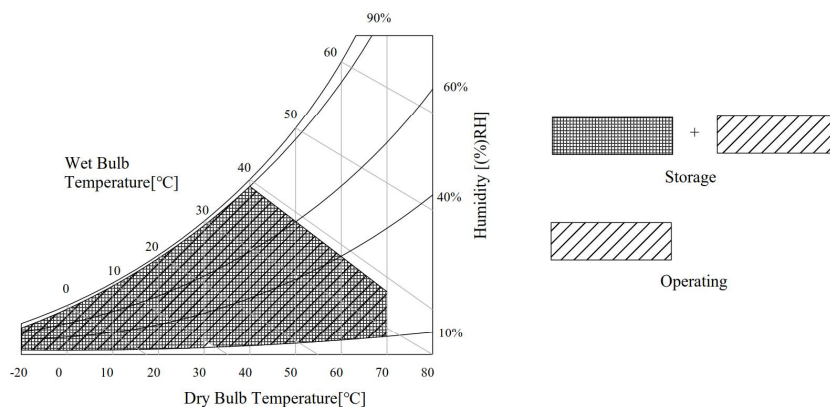 90%
60
60%
50
Wet Bulb
Temperature[℃]
40
40%
30
20
10
0
10%
Humidity [(%)RH]
-20 0 10 20 30 40 50 60 70 80
Dry Bulb Temperature[℃]
+
Storage
Operating